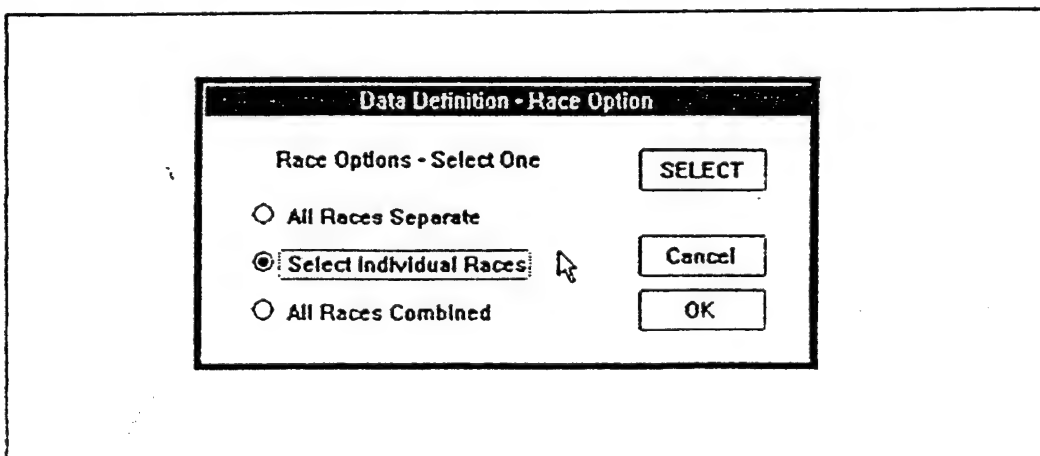 Data Definition - Race Option
Race Options - Select One
SELECT
All Races Separate
Select Individual Races
Cancel
All Races Combined
OK